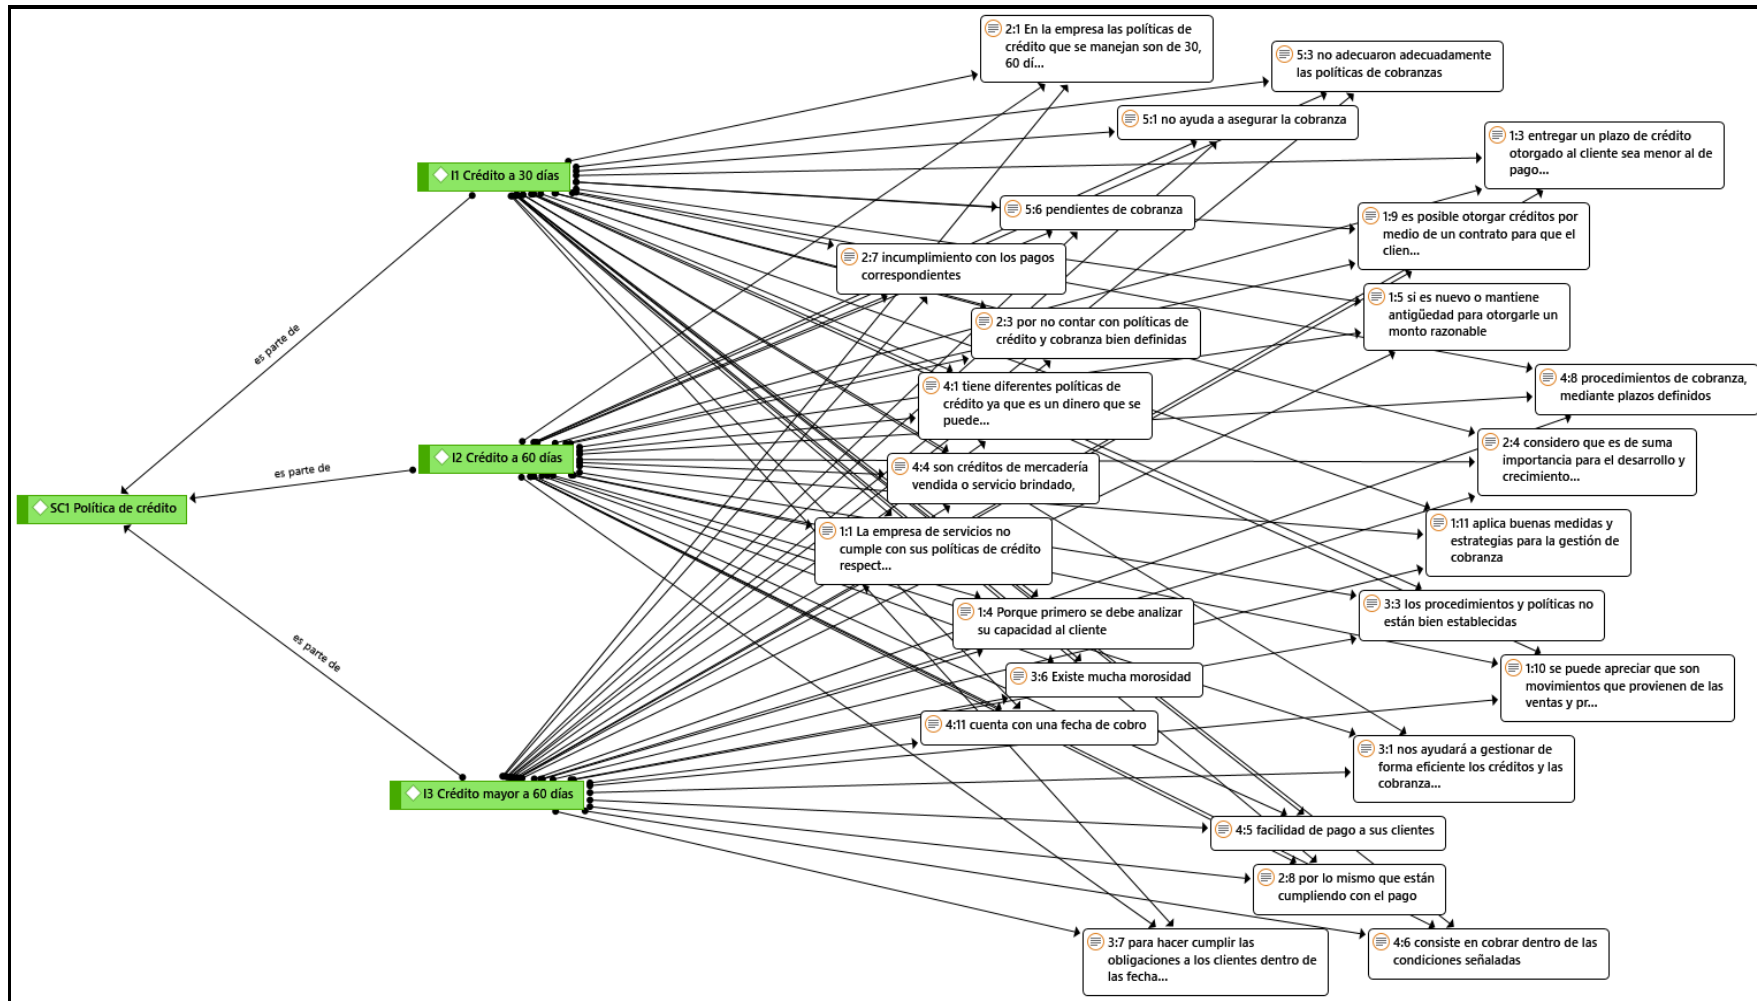 2:1 En la empresa las políticas de
crédito que se manejan son de 30,
60 dí...
5:3 no adecuaron adecuadamente
las políticas de cobranzas
5:1 no ayuda a asegurar la cobranza
1:3 entregar un plazo de crédito
otorgado al cliente sea menor al de
pago...
I1 Crédito a 30 días
5:6 pendientes de cobranza
1:9 es posible otorgar créditos por
medio de un contrato para que el
clien...
2:7 incumplimiento con los pagos
correspondientes
1:5 si es nuevo o mantiene
antigüedad para otorgarle un
monto razonable
2:3 por no contar con políticas de
crédito y cobranza bien definidas
es parte de
4:1 tiene diferentes políticas de
crédito ya que es un dinero que se
puede...
4:8 procedimientos de cobranza,
mediante plazos definidos
2:4 considero que es de suma
importancia para el desarrollo y
crecimiento...
I2 Crédito a 60 días
es parte de
4:4 son créditos de mercadería
vendida o servicio brindado,
SC1 Política de crédito
1:11 aplica buenas medidas y
estrategias para la gestión de
cobranza
1:1 La empresa de servicios no
cumple con sus políticas de crédito
respect...
3:3 los procedimientos y políticas no
están bien establecidas
1:4 Porque primero se debe analizar
su capacidad al cliente
es parte de
3:6 Existe mucha morosidad
1:10 se puede apreciar que son
movimientos que provienen de las
ventas y pr...
4:11 cuenta con una fecha de cobro
3:1 nos ayudará a gestionar de
forma eficiente los créditos y las
cobranza...
I3 Crédito mayor a 60 días
4:5 facilidad de pago a sus clientes
2:8 por lo mismo que están
cumpliendo con el pago
3:7 para hacer cumplir las
obligaciones a los clientes dentro de
las fecha...
4:6 consiste en cobrar dentro de las
condiciones señaladas